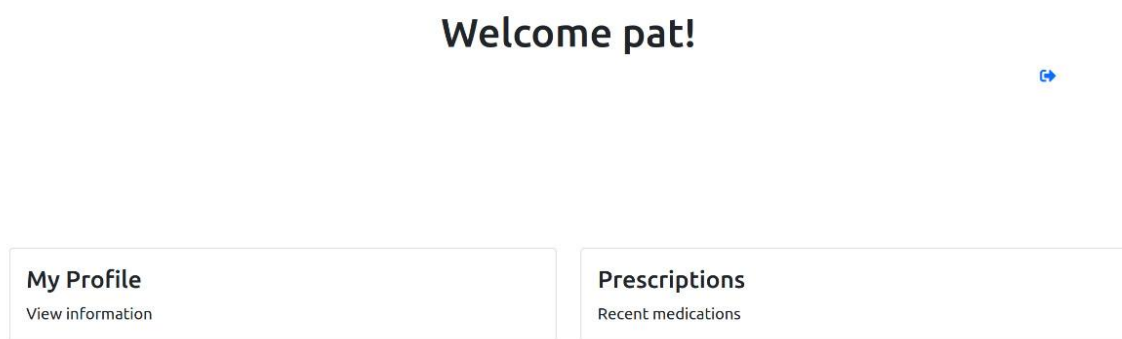 Welcome pat!
My Profile
View information
Prescriptions
Recent medications